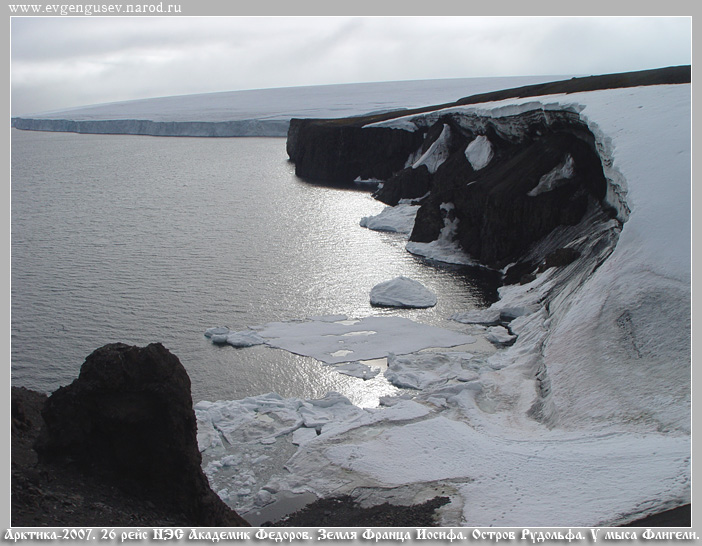 www.evgengusev.narod.ru
Арктика-2007. 26 рейс НЭС Академик Федоров. Земля Франца Иосифа. Остров Рудольфа. У мыса Флигели.